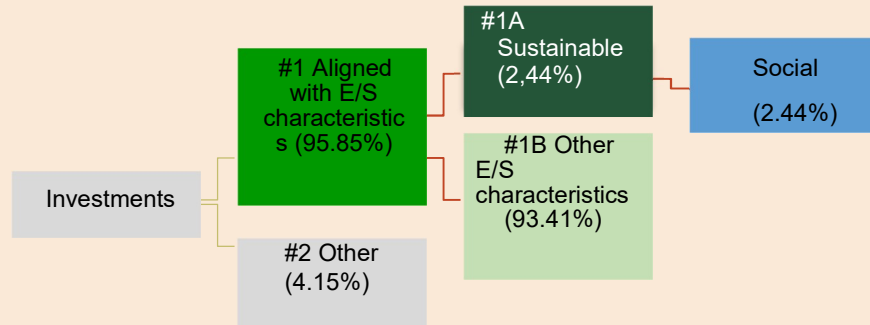 Investments
#1 Aligned
with E/S
characteristic
s (95.85%)
#2 Other
(4.15%)
#1A
Sustainable
(2,44%)
#1B Other
E/S
characteristics
(93.41%)
Social
(2.44%)